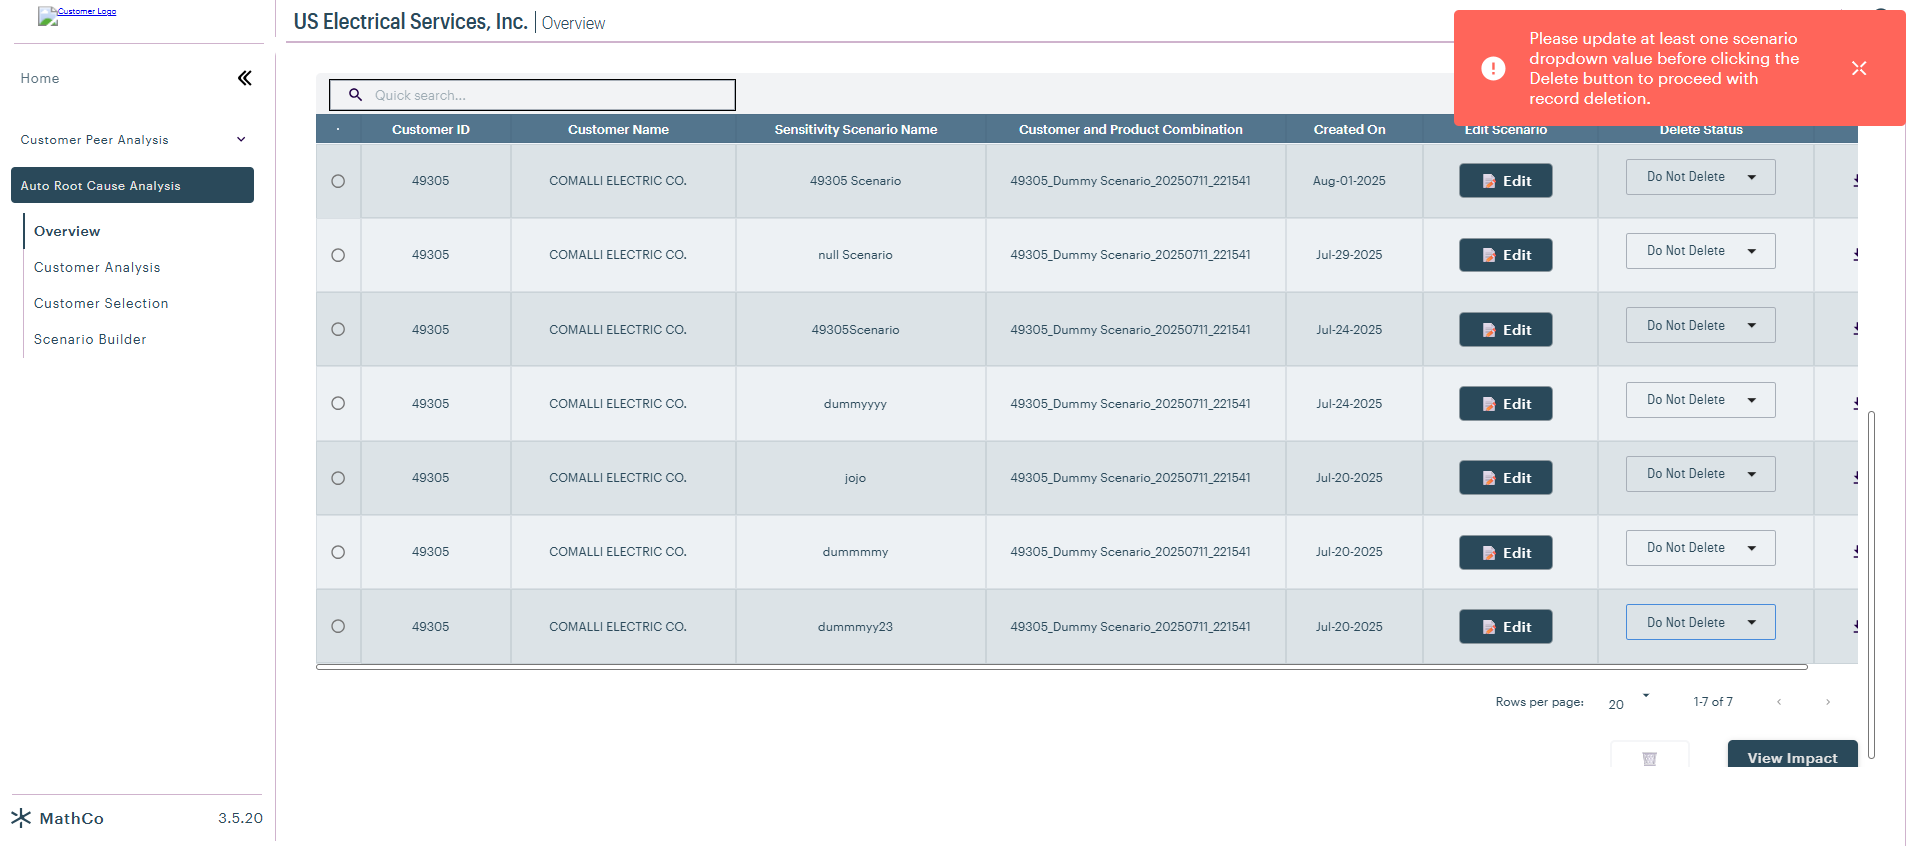 Customer Logo
US Electrical Services, Inc. Overview
Please update at least one scenario
dropdown value before clicking the
Delete button to proceed with
record deletion.
Home
Customer Peer Analysis
Auto Root Cause Analysis
Overview
Customer Analysis
Customer Selection
Scenario Builder
MathCo 3.5.20
Quick search...
Customer ID Customer Name Sensitivity Scenario Name Customer and Product Combination Created On Edit Scenario Delete Status
49305 COMALLI ELECTRIC CO. 49305 Scenario 49305_Dummy Scenario_20250711_221541 Aug-01-2025 Edit Do Not Delete
49305 COMALLI ELECTRIC CO. null Scenario 49305_Dummy Scenario_20250711_221541 Jul-29-2025 Edit Do Not Delete
49305 COMALLI ELECTRIC CO. 49305Scenario 49305_Dummy Scenario_20250711_221541 Jul-24-2025 Edit Do Not Delete
49305 COMALLI ELECTRIC CO. dummyyyy 49305_Dummy Scenario_20250711_221541 Jul-24-2025 Edit Do Not Delete
49305 COMALLI ELECTRIC CO. jojo 49305_Dummy Scenario_20250711_221541 Jul-20-2025 Edit Do Not Delete
49305 COMALLI ELECTRIC CO. dummmmy 49305_Dummy Scenario_20250711_221541 Jul-20-2025 Edit Do Not Delete
49305 COMALLI ELECTRIC CO. dummmyy23 49305_Dummy Scenario_20250711_221541 Jul-20-2025 Edit Do Not Delete
Rows per page: 20 1-7 of 7
View Impact